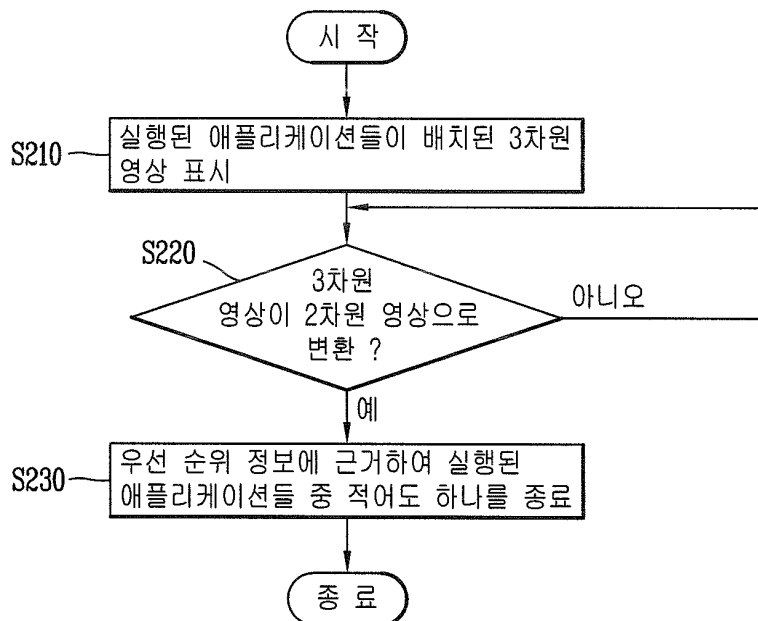 시 작
S210
실행된 애플리케이션들이 배치된 3차원
영상 표시
S220
3차원
영상이 2차원 영상으로
변환 ?
아니오
예
S230
우선 순위 정보에 근거하여 실행된
애플리케이션들 중 적어도 하나를 종료
종 료